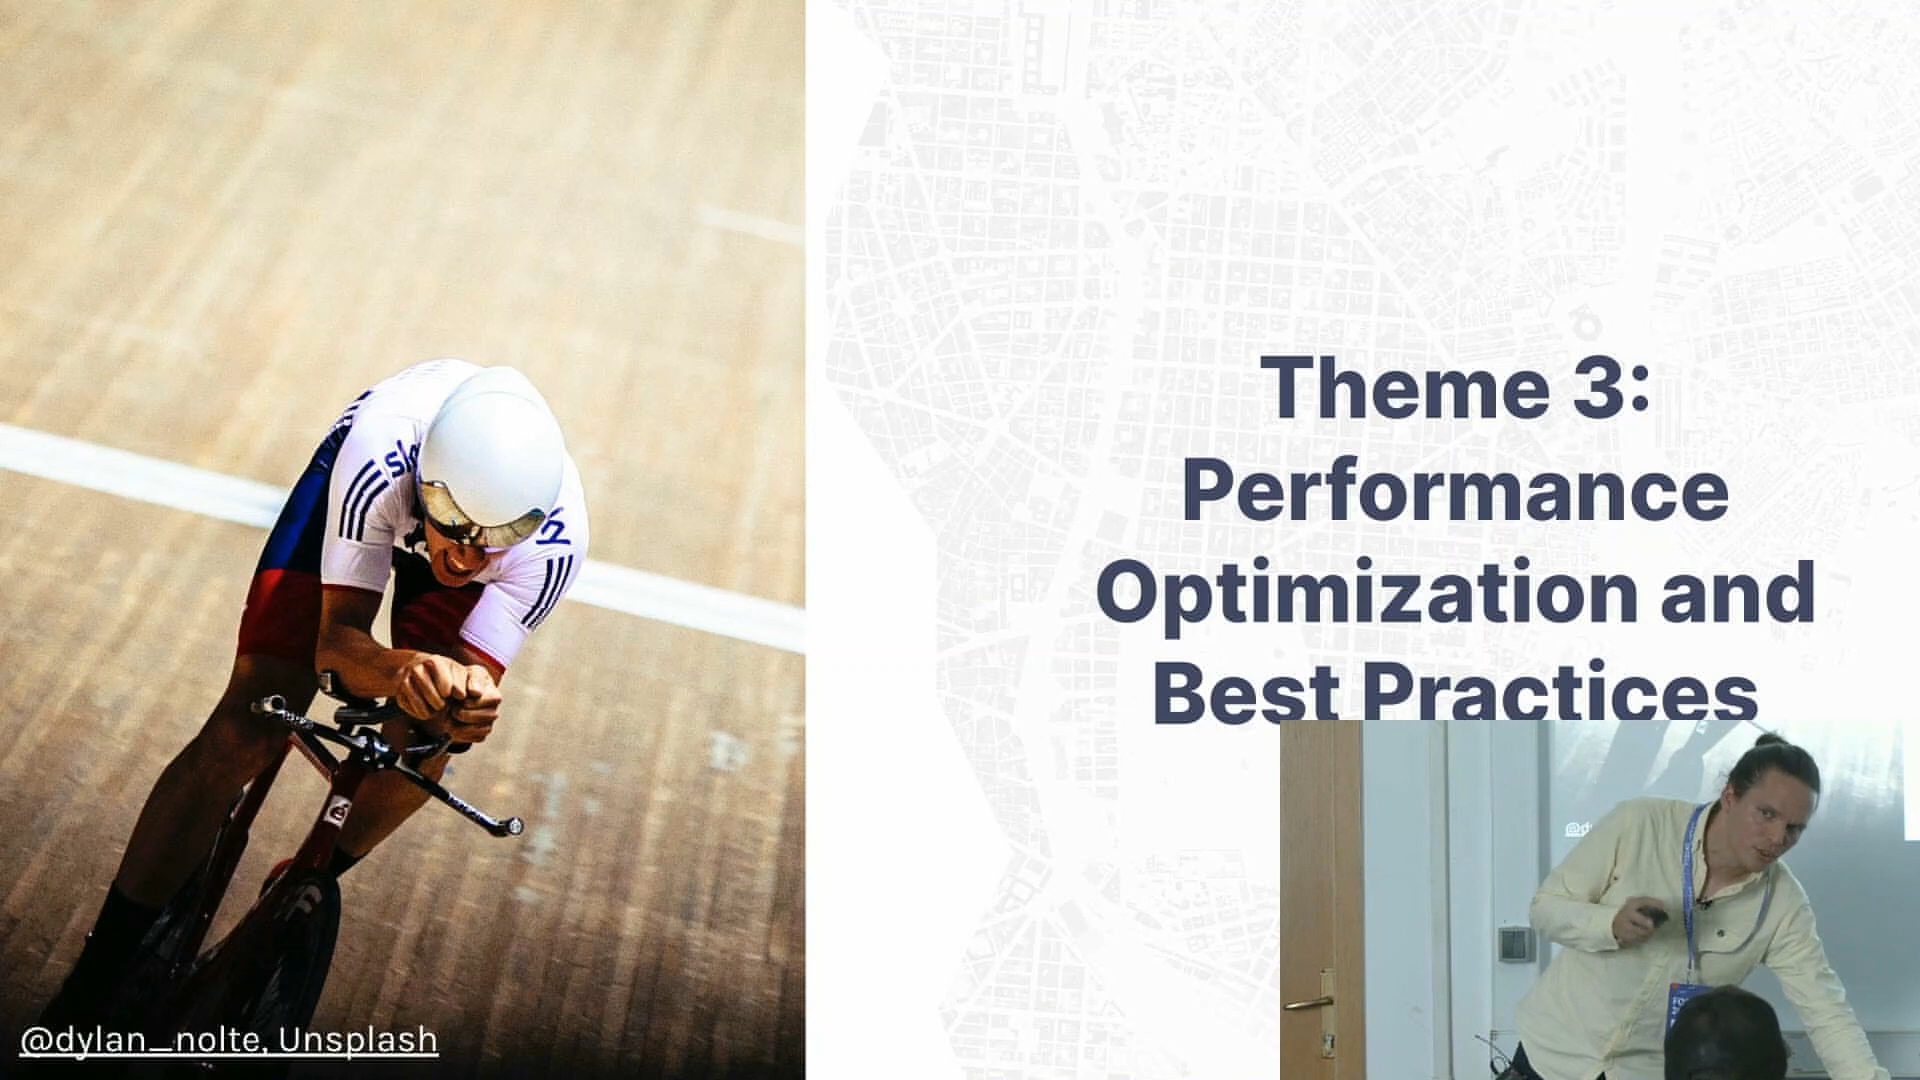 Theme 3:
Performance
Optimization and
Best Practices
@dylan_nolte, Unsplash